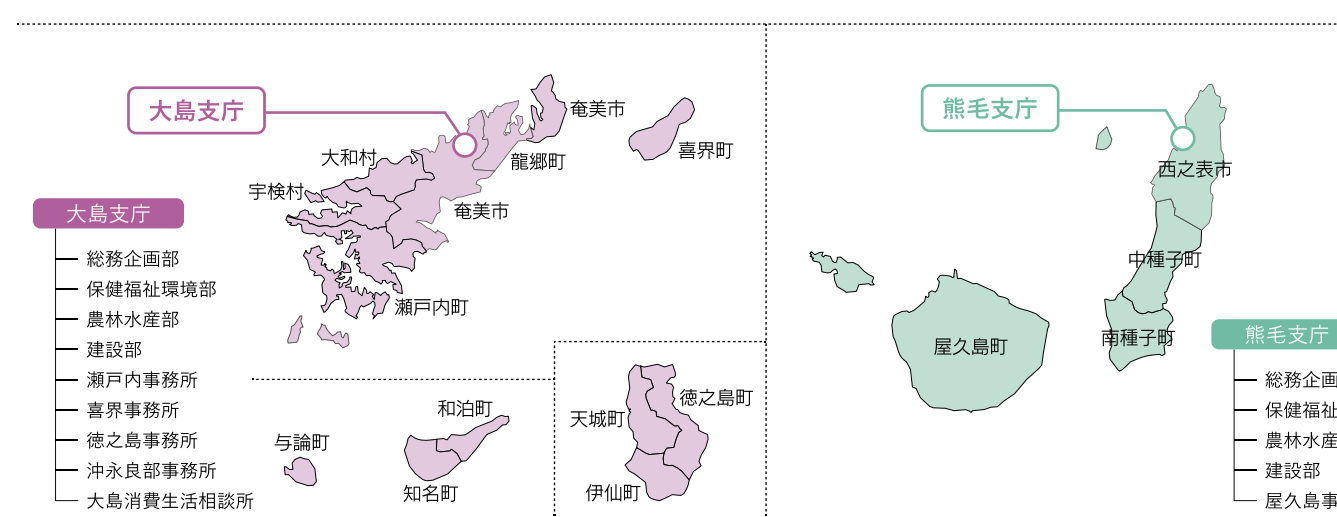 大島支庁
奄美市
喜界町
龍郷町
大和村
宇検村
奄美市
瀬戸内町
大島支庁
総務企画部
保健福祉環境部
農林水産部
建設部
瀬戸内事務所
喜界事務所
徳之島事務所
沖永良部事務所
大島消費生活相談所
与論町
和泊町
知名町
天城町
徳之島町
伊仙町
熊毛支庁
西之表市
中種子町
南種子町
屋久島町
熊毛支庁
総務企画
保健福祉
農林水産
建設部
屋久島事